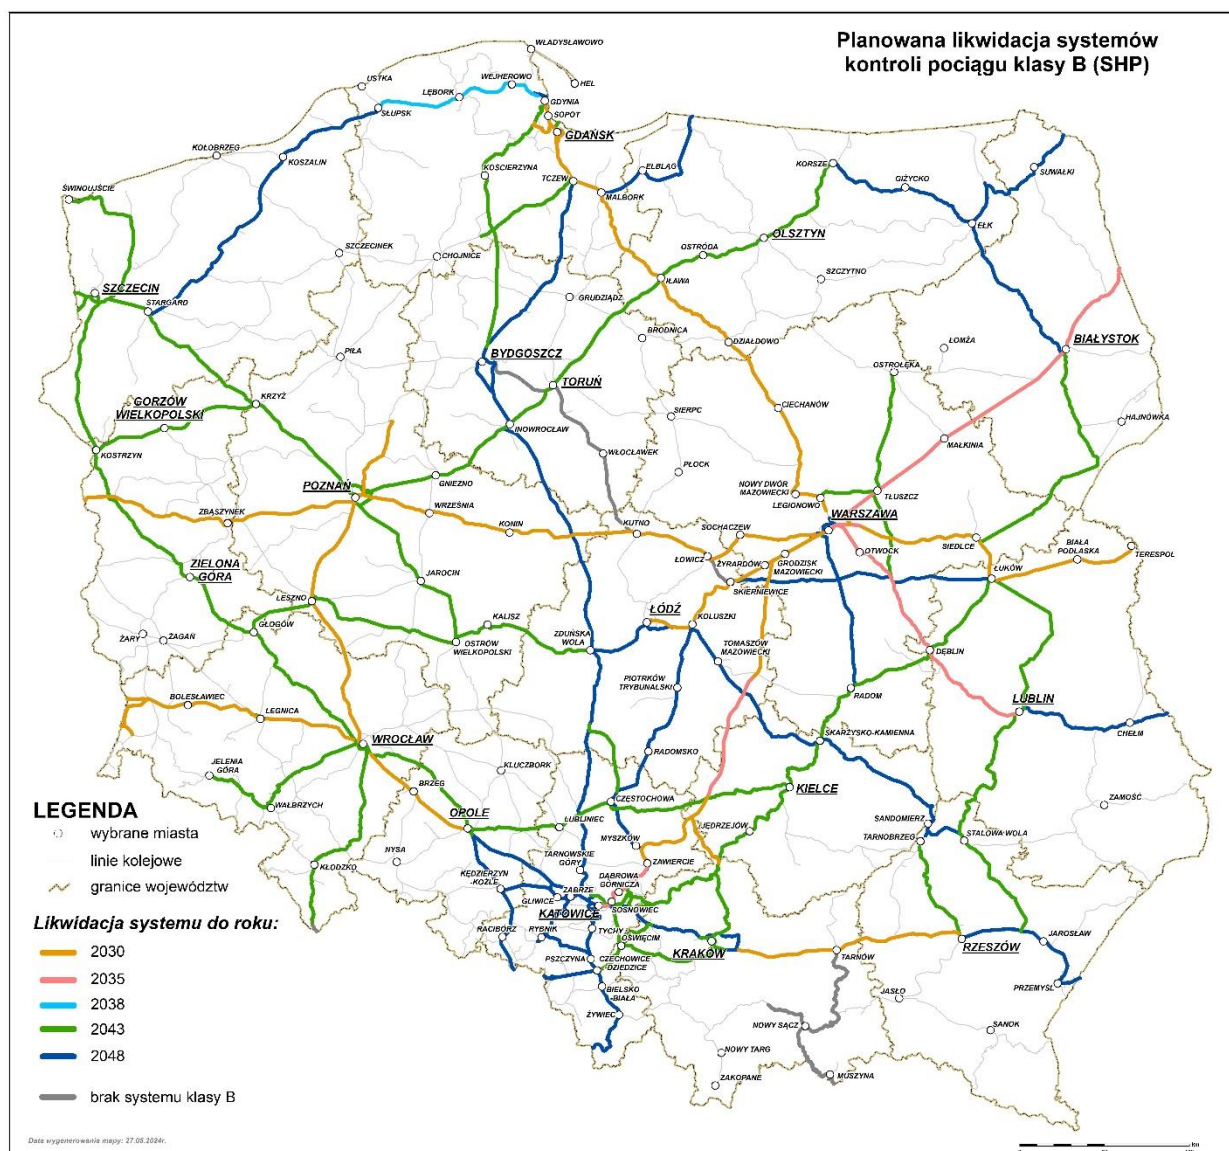 Planowana likwidacja systemów
kontroli pociągu klasy B (SHP)
WŁADYSŁAWOWO
USTKA
WEJHEROWO
HEL
LĘBORK
GDYNIA
SŁUPSK
SOPOT
GDAŃSK
KOŁOBRZEG
KOSZALIN
KOSCIERZYNA
ELBLĄG
KORSZE
GIŻYCKO
SUWAŁKI
TCZEW
ŚWINOUJŚCIE
MALBORK
EŁK
OLSZTYN
SZCZECINEK
CHOJNICE
OSTRÓDA
SZCZYTNO
IŁAWA
SZCZECIN
STARGARD
GRUDZIĄDZ
BRODNICA
DZIAŁDOWO
ŁOMŻA
BIAŁYSTOK
PIŁA
BYDGOSZCZ
TORUŃ
OSTROŁĘKA
GORZÓW
WIELKOPOLSKI
KRZYŻ
SIERPC
CIECHANÓW
HAJNÓWKA
INOWROCŁAW
MAŁKINIA
KOSTRZYN
WŁOCŁAWEK
PŁOCK
GNIEZNO
POZNAŃ
NOWY DWÓR
MAZOWIECKI
LEGIONOWO
TŁUSZCZ
ZBĄSZYNEK
WRZEŚNIA
KONIN
KUTNO
SOCHACZEW
WARSZAWA
SIEDLCE
BIAŁA
PODLASKA
TERESPOL
ŁOWICZ
ŻYRARDÓW
GRODZISK
MAZOWIECKI
OTWOCK
ZIELONA
GÓRA
JAROCIN
SKIERNIEWICE
ŁUKÓW
LESZNO
ŁÓDŹ
KOLUSZKI
GŁOGÓW
KALISZ
ŻARY
ŻAGAŃ
OSTRÓW
WIELKOPOLSKI
ZDUŃSKA
WOLA
TOMASZÓW
MAZOWIECKI
DĘBLIN
PIOTRKÓW
TRYBUNALSKI
RADOM
BOLESŁAWIEC
LEGNICA
LUBLIN
CHEŁM
WROCŁAW
SKARŻYSKO-KAMIENNA
RADOMSKO
JELENIA
GÓRA
KLUCZBORK
BRZEG
KIELCE
WAŁBRZYCH
CZĘSTOCHOWA
ZAMOŚĆ
OPOLE
LUBLINIEC
SANDOMIERZ
JĘDRZEJÓW
TARNOBRZEG
STALOWA WOLA
MYSZKÓW
NYSA
TARNOWSKIE
GÓRY
ZAWIERCIE
KŁODZKO
KĘDZIERZYN
-KOŹLE
DĄBROWA
GÓRNICZA
ZABRZE
GLIWICE
SOSNOWIEC
KATOWICE
RACIBÓRZ
RYBNIK
TYCHY
OŚWIĘCIM
KRAKÓW
TARNÓW
RZESZÓW
JAROSŁAW
PSZCZYNA
CZECHOWICE
DZIEDZICE
PRZEMYŚL
BIELSKO
-BIAŁA
JASŁO
ŻYWIEC
NOWY SĄCZ
SANOK
NOWY TARG
ZAKOPANE
MUSZYNA
LEGENDA
wybrane miasta
linie kolejowe
granice województw
Likwidacja systemu do roku:
2030
2035
2038
2043
2048
brak systemu klasy B
Data wygenerowania mapy: 27.05.2024r.
km